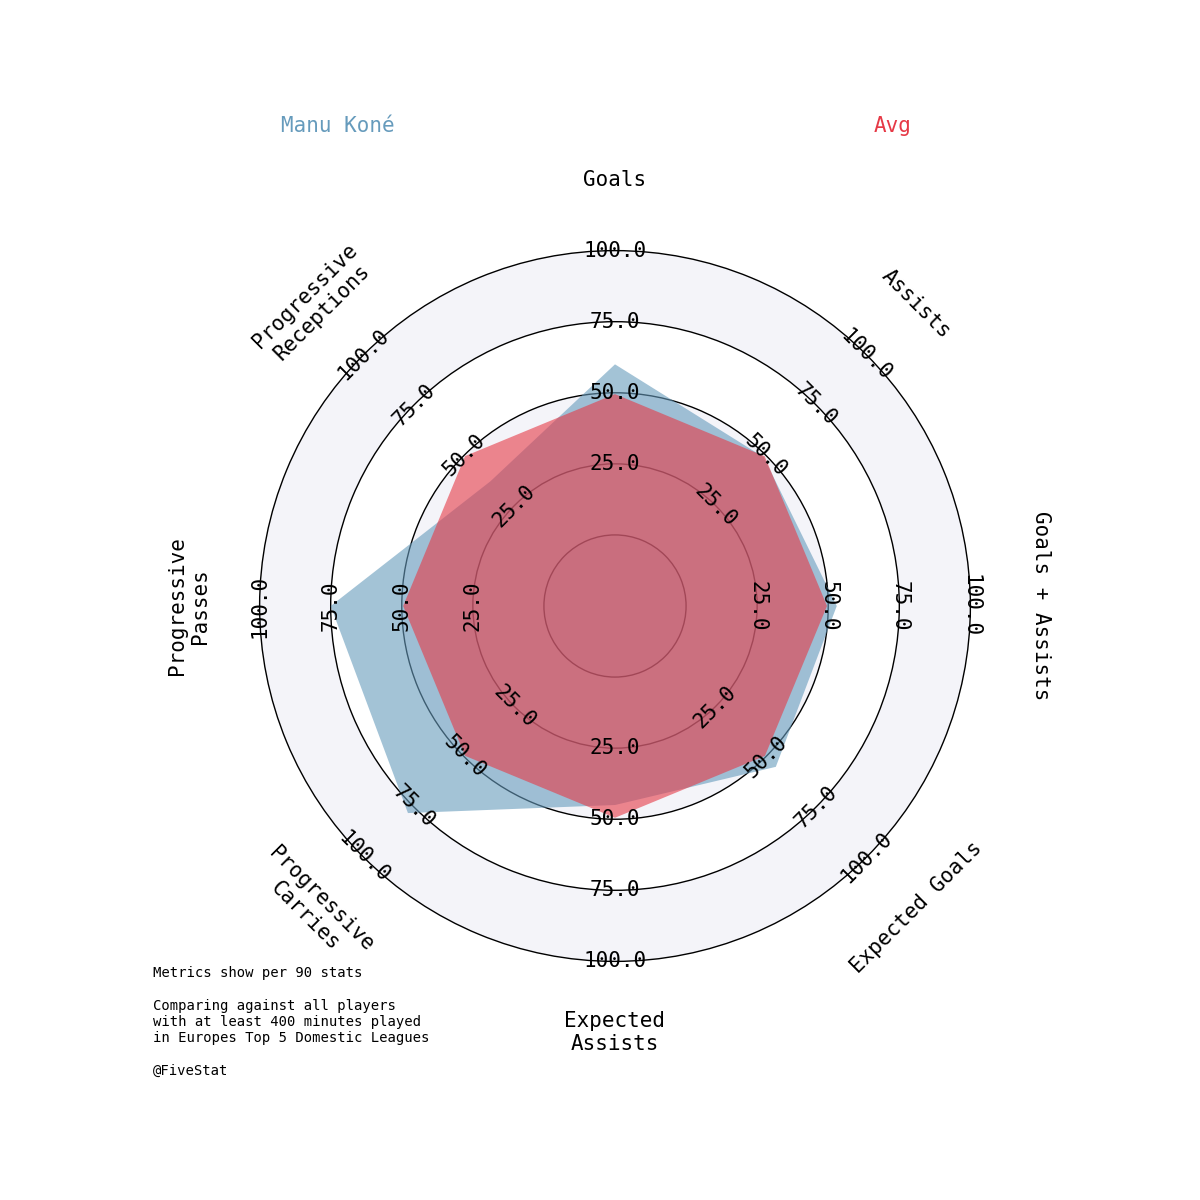 Manu Koné
Avg
Goals
Assists
Goals + Assists
Expected Goals
Expected
Assists
Progressive
Carries
Progressive
Passes
Progressive
Receptions
25.0
50.0
75.0
100.0
25.0
50.0
75.0
100.0
25.0
50.0
75.0
100.0
25.0
50.0
75.0
100.0
25.0
50.0
75.0
100.0
25.0
50.0
75.0
100.0
25.0
50.0
75.0
100.0
25.0
50.0
75.0
100.0
Metrics show per 90 stats
Comparing against all players
with at least 400 minutes played
in Europes Top 5 Domestic Leagues
@FiveStat